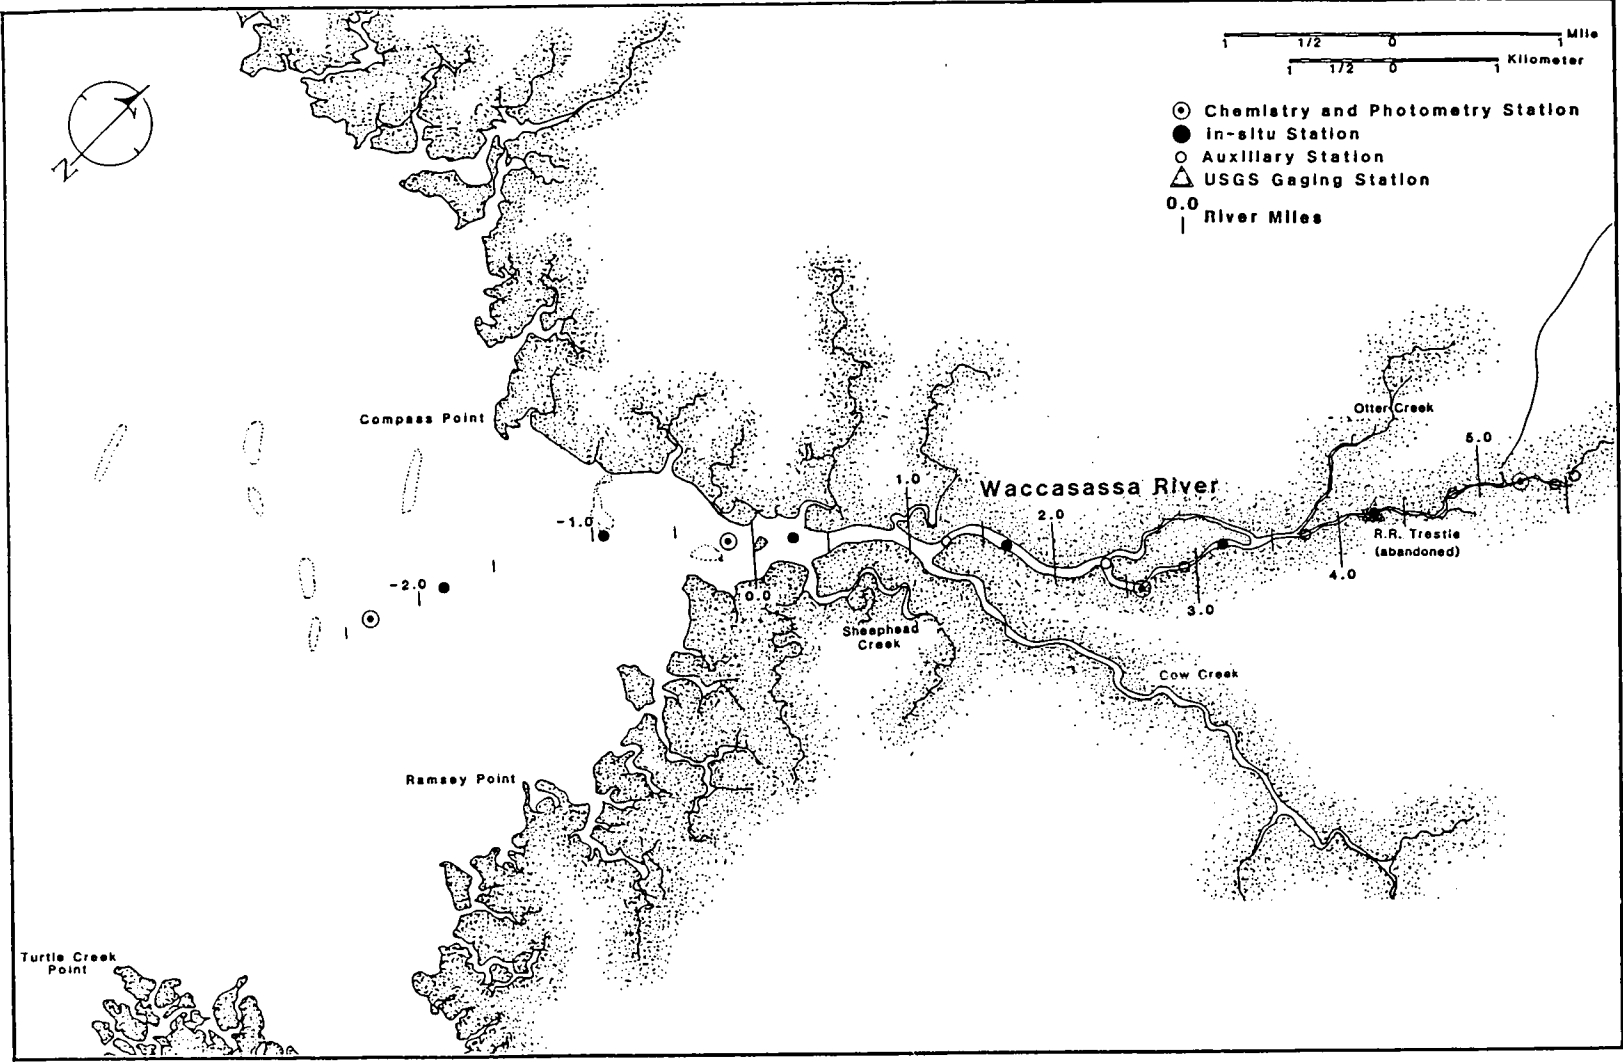 Mile
1 1/2 0 1
Kilometer
1 1/2 0 1
Chemistry and Photometry Station
in-situ Station
Auxiliary Station
USGS Gaging Station
0.0
River Miles
N
Compass Point
Otter Creek
5.0
1.0
Waccasassa River
2.0
-1.0
R.R. Trestle
(abandoned)
4.0
-2.0
0.0
3.0
Sheephead
Creek
Cow Creek
Ramsey Point
Turtle Creek
Point